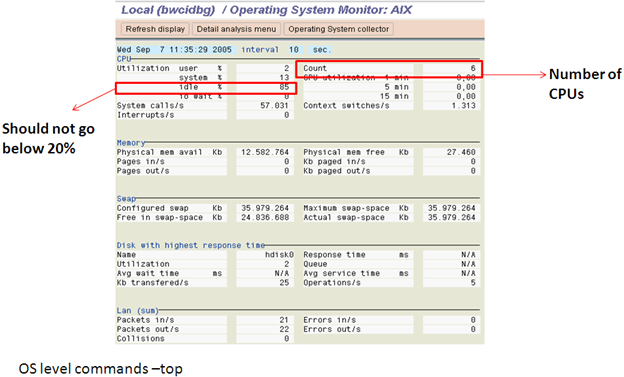 Local (bwcidbg) / Operating System Monitor: AIX
Refresh display Detail analysis menu Operating System collector
Wed Sep 7 11:35:29 2005 interval 10 sec.
CPU
Utilization user % 2 Count 6
system % 13 CPU utilization 1 min 0,00
idle % 85 5 min 0,00
io wait % 0 15 min 0,00
System calls/s 57.031 Context switches/s 1.313
Interrupts/s 0
Number of CPUs
Should not go below 20%
Memory
Physical mem avail Kb 12.582.764 Physical mem free Kb 27.460
Pages in/s 0 Kb paged in/s 0
Pages out/s 0 Kb paged out/s 0
Swap
Configured swap Kb 35.979.264 Maximum swap-space Kb 35.979.264
Free in swap-space Kb 24.836.688 Actual swap-space Kb 35.979.264
Disk with highest response time
Name hdisk0 Response time ms N/A
Utilization 2 Queue N/A
Avg wait time ms N/A Avg service time ms N/A
Kb transfered/s 25 Operations/s 5
Lan (sum)
Packets in/s 21 Errors in/s 0
Packets out/s 22 Errors out/s 0
Collisions 0
OS level commands –top